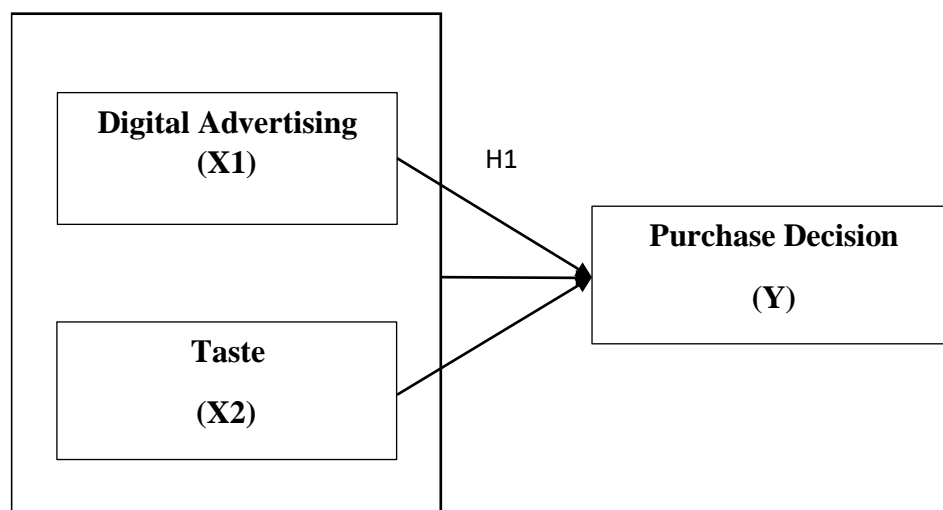 Digital Advertising
(X1)
H1
Purchase Decision
(Y)
Taste
(X2)